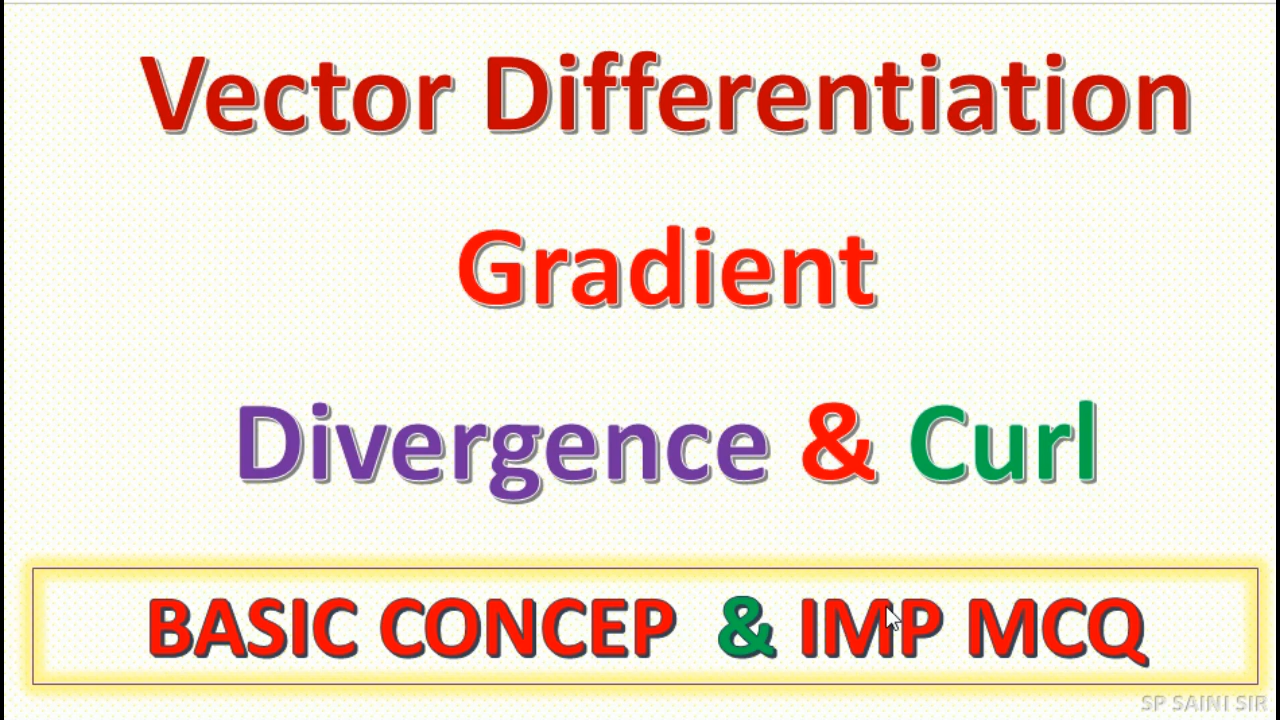 Vector Differentiation
Gradient
Divergence & Curl
BASIC CONCEP & IMP MCQ
SP SAINI SIR